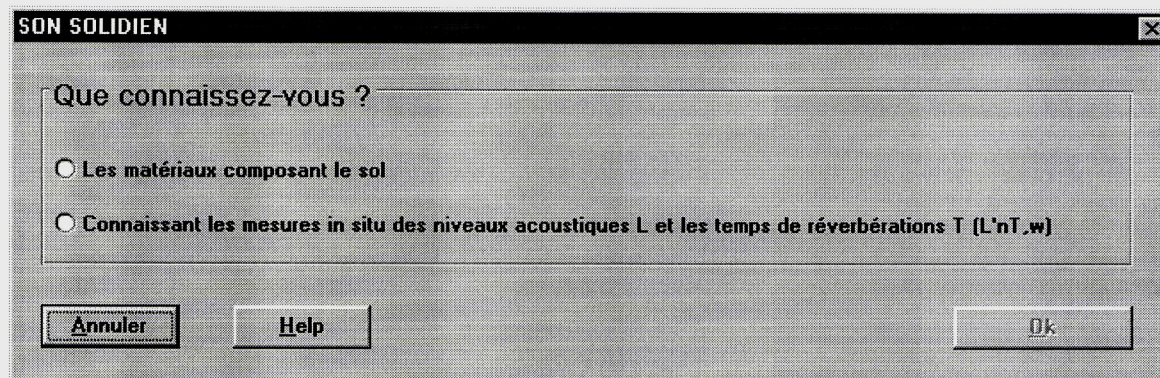 SON SOLIDIEN
Que connaissez-vous ?
Les matériaux composant le sol
Connaissant les mesures in situ des niveaux acoustiques L et les temps de réverbérations T (L'nT,w)
Annuler Help Ok